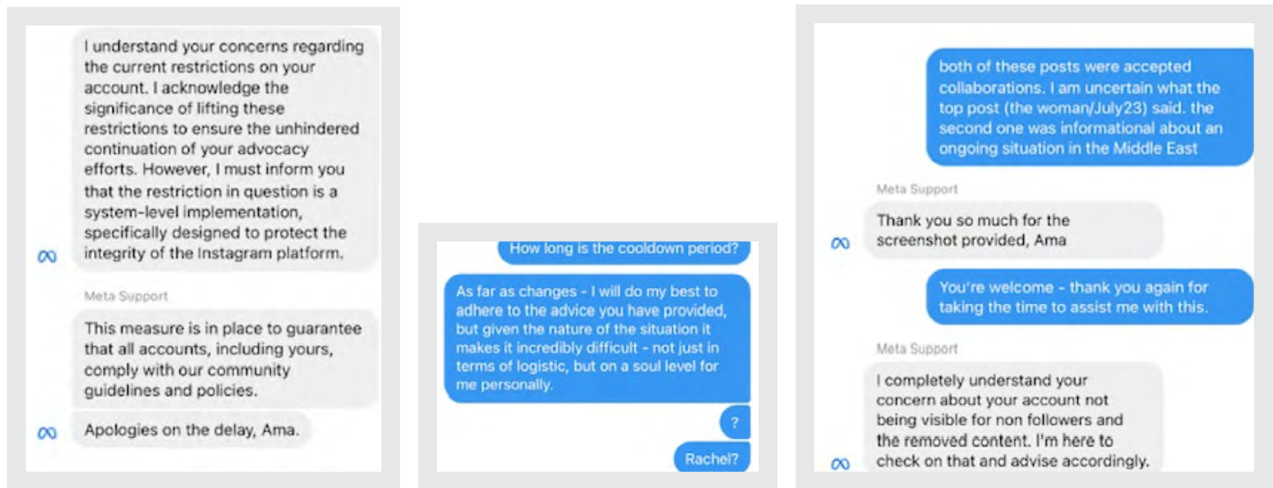 I understand your concerns regarding
the current restrictions on your
account. I acknowledge the
significance of lifting these
restrictions to ensure the unhindered
continuation of your advocacy
efforts. However, I must inform you
that the restriction in question is a
system-level implementation,
specifically designed to protect the
integrity of the Instagram platform.
Meta Support
This measure is in place to guarantee
that all accounts, including yours,
comply with our community
guidelines and policies.
Apologies on the delay, Ama.
How long is the cooldown period?
As far as changes - I will do my best to
adhere to the advice you have provided,
but given the nature of the situation it
makes it incredibly difficult - not just in
terms of logistic, but on a soul level for
me personally.
?
Rachel?
both of these posts were accepted
collaborations. I am uncertain what the
top post (the woman/July23) said. the
second one was informational about an
ongoing situation in the Middle East
Meta Support
Thank you so much for the
screenshot provided, Ama
You're welcome - thank you again for
taking the time to assist me with this.
Meta Support
I completely understand your
concern about your account not
being visible for non followers and
the removed content. I'm here to
check on that and advise accordingly.